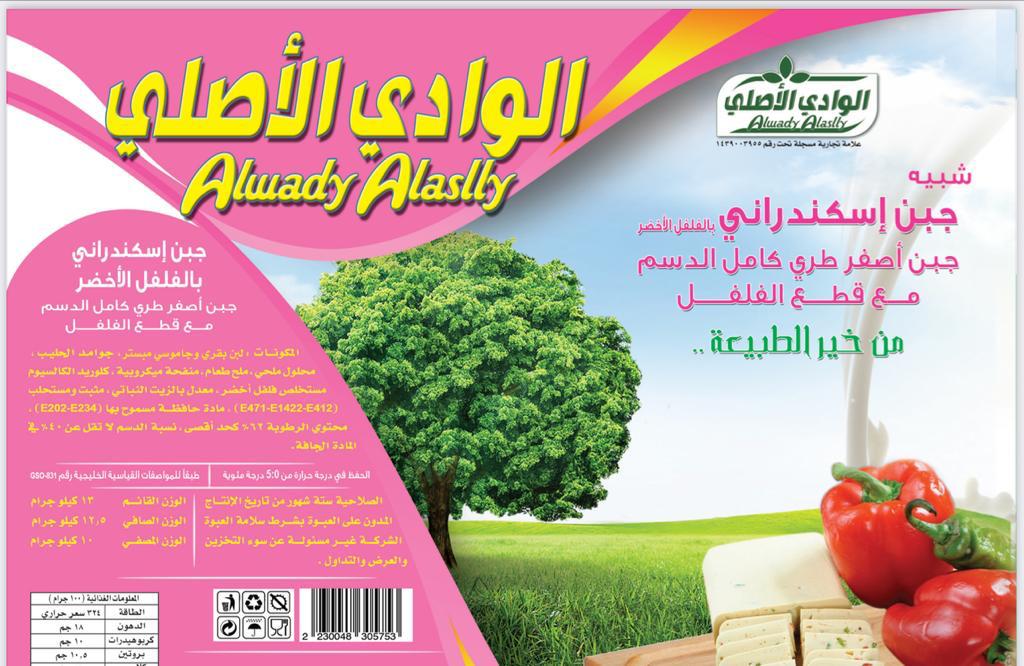 الوادي الأصلي
Alwady Alaslly
الوادي الأصلي
Alwady Alaslly
علامة تجارية مسجلة تحت رقم ١٤٣٩٠٠٣٩٥٥
شبيه
جبن إسكندراني بالفلفل الأخضر
جبن أصفر طري كامل الدسم
مـع قطـع الفلفـل
من خير الطبيعة ..
جبن إسكندراني
بالفلفل الأخضر
جبن أصفر طري كامل الدسم
مـع قطـع الفلفـل
المكونات : لبن بقري وجاموسي مبستر، جوامد الحليب ،
محلول ملحي، ملح طعام، منفحة ميكروبية . كلوريد الكالسيوم
مستخلص فلفل أخضر ، معدل بالزيت النباتي ، مثبت ومستحلب
(E471-E1422-E412) . مادة حافظة مسموح بها (E202-E234) .
محتوي الرطوبة ٦٢% كحد أقصى ، نسبة الدسم لا تقل عن ٤٠% في
المادة الجافة .
الحفظ في درجة حرارة من 5:0 درجة مئوية
طبقاً للمواصفات القياسية الخليجية رقم GSO-831
الصلاحية ستة شهور من تاريخ الإنتاج
المدون على العبوة بشرط سلامة العبوة
الشركة غير مسئولة عن سوء التخزين
والعرض والتداول .
الوزن القائم ١٣ كيلو جرام
الوزن الصافي ١٢,٥ كيلو جرام
الوزن المصفي ١٠ كيلو جرام
المعلومات الغذائية (١٠٠ جرام )
الطاقة ٣٢٤ سعر حراري
الدهون ١٨ جم
كربوهيدرات ١٠ جم
بروتين ١٠,٥ جم
2 230048 305753